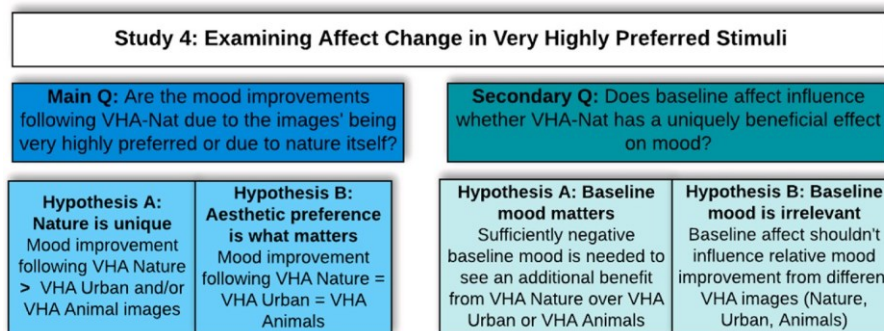 Study 4: Examining Affect Change in Very Highly Preferred Stimuli
Main Q: Are the mood improvements
following VHA-Nat due to the images' being
very highly preferred or due to nature itself?
Secondary Q: Does baseline affect influence
whether VHA-Nat has a uniquely beneficial effect
on mood?
Hypothesis A:
Nature is unique
Mood improvement
following VHA Nature
> VHA Urban and/or
VHA Animal images
Hypothesis B:
Aesthetic preference
is what matters
Mood improvement
following VHA Nature =
VHA Urban = VHA
Animals
Hypothesis A: Baseline
mood matters
Sufficiently negative
baseline mood is needed to
see an additional benefit
from VHA Nature over VHA
Urban or VHA Animals
Hypothesis B: Baseline
mood is irrelevant
Baseline affect shouldn't
influence relative mood
improvement from differen
VHA images (Nature,
Urban, Animals)